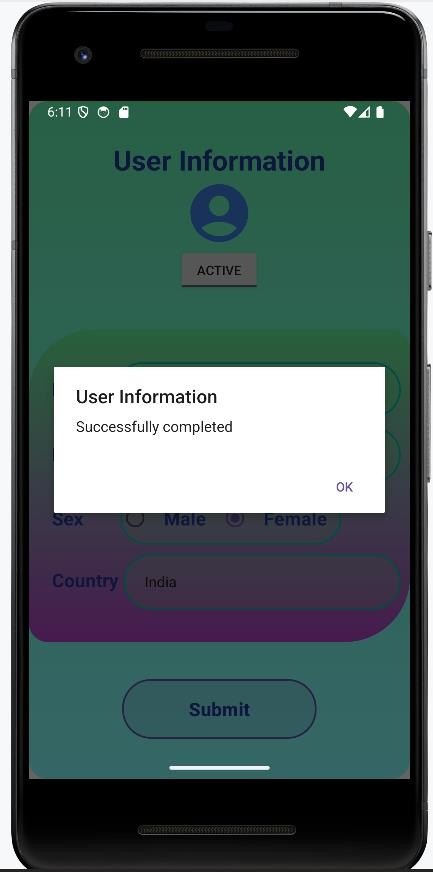 6:11
User Information
ACTIVE
User Information
Successfully completed
OK
Sex Male Female
Country India
Submit